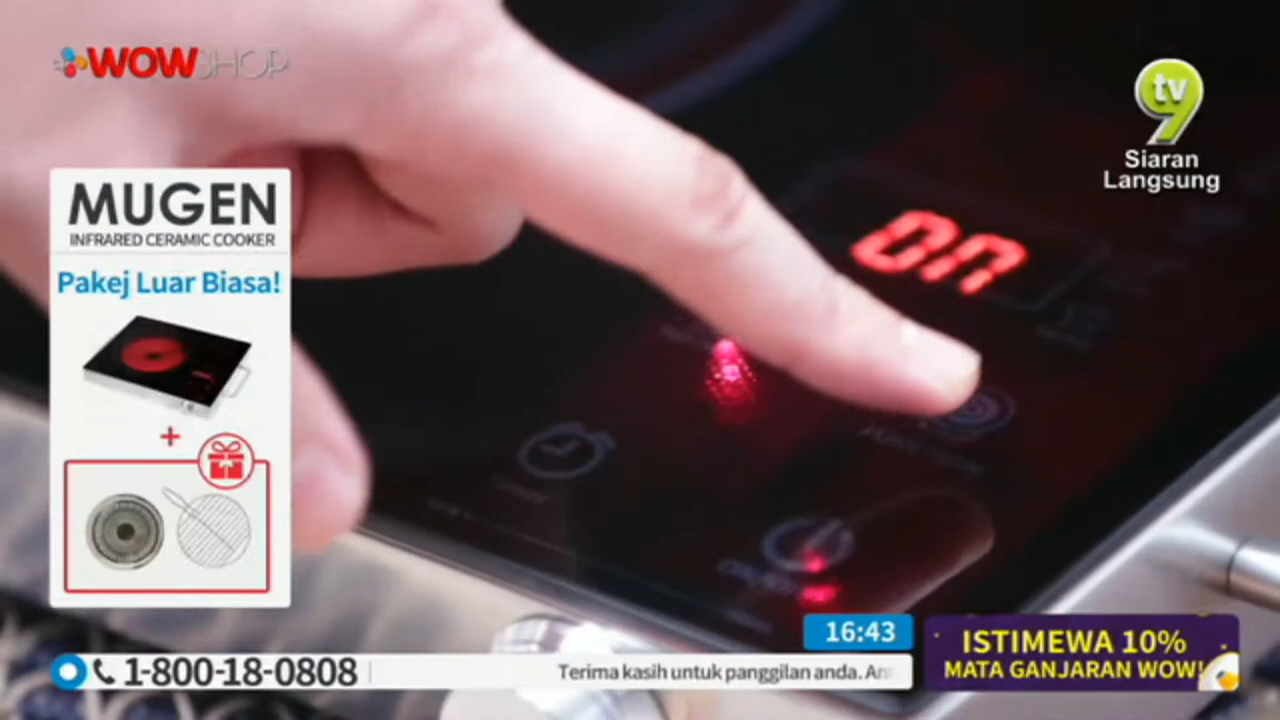 WOWSHOP
tv9
Siaran
Langsung
MUGEN
INFRARED CERAMIC COOKER
Pakej Luar Biasa!
+
on
16:43
1-800-18-0808
Terima kasih untuk panggilan anda.
ISTIMEWA 10%
MATA GANJARAN WOW!